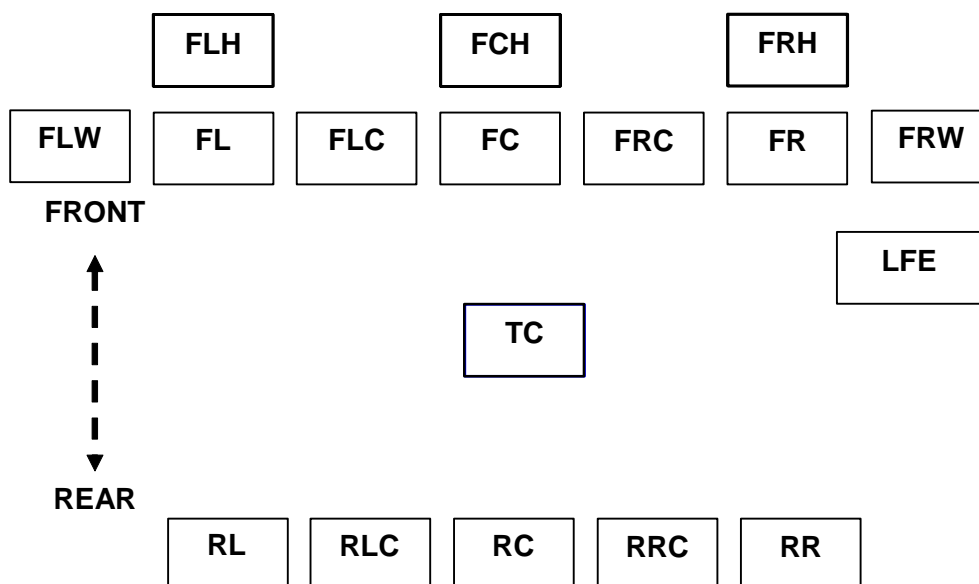 FLH FCH FRH
FLW FL FLC FC FRC FR FRW
FRONT
LFE
TC
REAR
RL RLC RC RRC RR